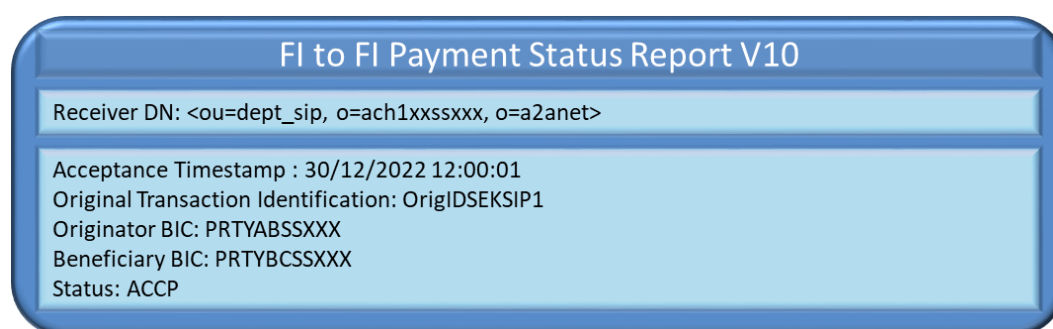 FI to FI Payment Status Report V10
Receiver DN: <ou=dept_sip, o=ach1xxssxxx, o=a2anet>
Acceptance Timestamp : 30/12/2022 12:00:01
Original Transaction Identification: OrigIDSEKSIP1
Originator BIC: PRTYABSSXXX
Beneficiary BIC: PRTYBCSSXXX
Status: ACCP